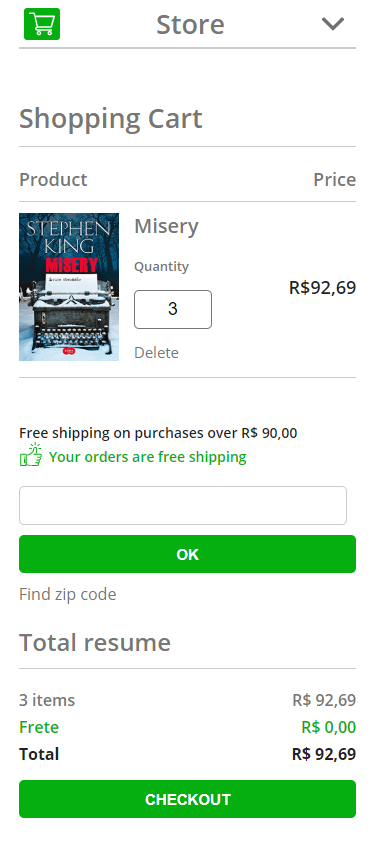 Store
Shopping Cart
Product Price
STEPHEN
KING
MISERY
Misery
Quantity
3
R$92,69
Delete
Free shipping on purchases over R$ 90,00
Your orders are free shipping
OK
Find zip code
Total resume
3 items R$ 92,69
Frete R$ 0,00
Total R$ 92,69
CHECKOUT